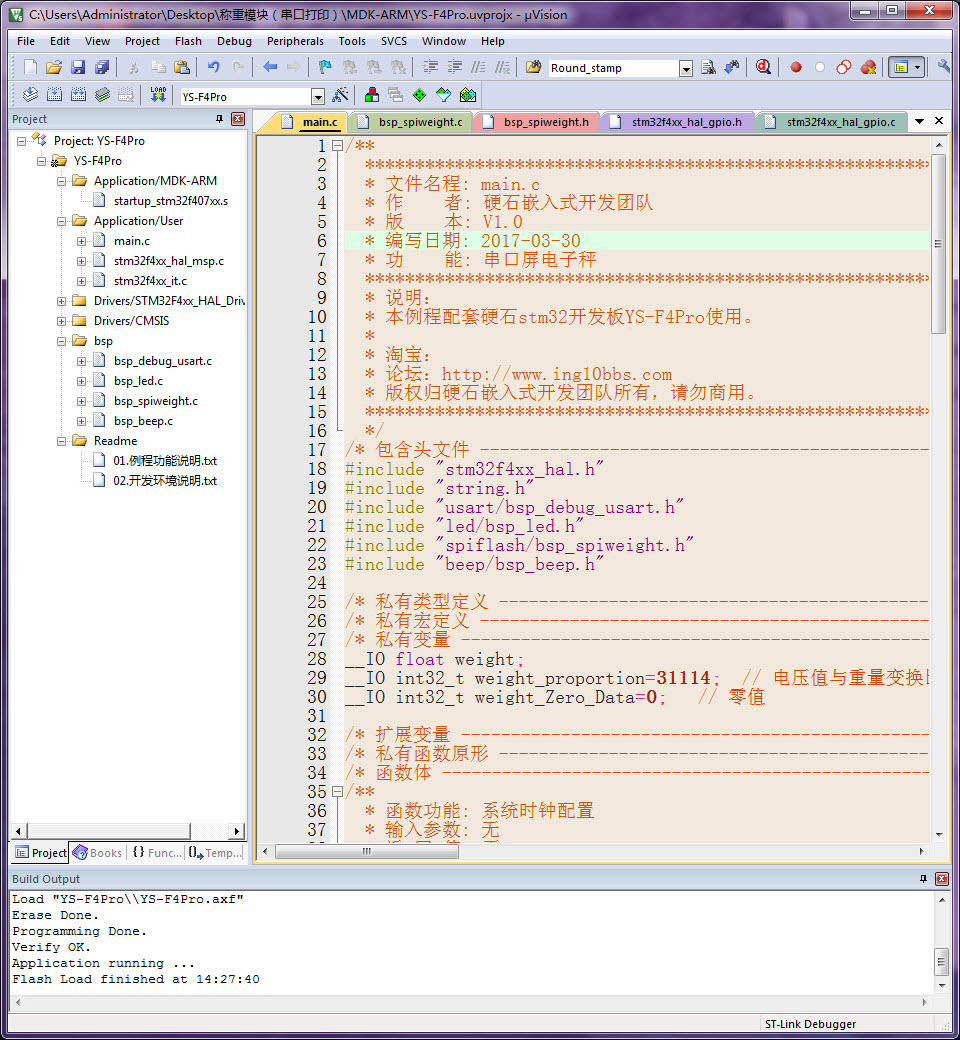 C:\Users\Administrator\Desktop\称重模块（串口打印）\MDK-ARM\YS-F4Pro.uvprojx - µVision
File Edit View Project Flash Debug Peripherals Tools SVCS Window Help
Round_stamp
LOAD YS-F4Pro
Project
Project: YS-F4Pro
YS-F4Pro
Application/MDK-ARM
startup_stm32f407xx.s
Application/User
main.c
stm32f4xx_hal_msp.c
stm32f4xx_it.c
Drivers/STM32F4xx_HAL_Driv
Drivers/CMSIS
bsp
bsp_debug_usart.c
bsp_led.c
bsp_spiweight.c
bsp_beep.c
Readme
01.例程功能说明.txt
02.开发环境说明.txt
Project Books {} Func... {} Temp...
main.c bsp_spiweight.c bsp_spiweight.h stm32f4xx_hal_gpio.h stm32f4xx_hal_gpio.c
1 /**
2 ******************************************************
3 * 文件名程: main.c
4 * 作 者: 硬石嵌入式开发团队
5 * 版 本: V1.0
6 * 编写日期: 2017-03-30
7 * 功 能: 串口屏电子秤
8 ******************************************************
9 * 说明：
10 * 本例程配套硬石stm32开发板YS-F4Pro使用。
11 *
12 * 淘宝：
13 * 论坛：http://www.ing10bbs.com
14 * 版权归硬石嵌入式开发团队所有，请勿商用。
15 ******************************************************
16 */
17 /* 包含头文件 ---------------------------------------------
18 #include "stm32f4xx_hal.h"
19 #include "string.h"
20 #include "usart/bsp_debug_usart.h"
21 #include "led/bsp_led.h"
22 #include "spiflash/bsp_spiweight.h"
23 #include "beep/bsp_beep.h"
24
25 /* 私有类型定义 -------------------------------------------
26 /* 私有宏定义 ---------------------------------------------
27 /* 私有变量 -----------------------------------------------
28 __IO float weight;
29 __IO int32_t weight_proportion=31114; // 电压值与重量变换
30 __IO int32_t weight_Zero_Data=0; // 零值
31
32 /* 扩展变量 -----------------------------------------------
33 /* 私有函数原形 -------------------------------------------
34 /* 函数体 -------------------------------------------------
35 /**
36 * 函数功能: 系统时钟配置
37 * 输入参数: 无
Build Output
Load "YS-F4Pro\\YS-F4Pro.axf"
Erase Done.
Programming Done.
Verify OK.
Application running ...
Flash Load finished at 14:27:40
ST-Link Debugger